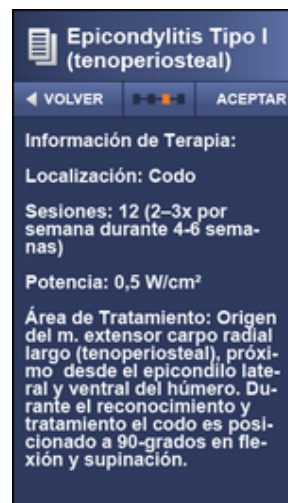 Epicondylitis Tipo I
(tenoperiosteal)
VOLVER
ACEPTAR
Información de Terapia:
Localización: Codo
Sesiones: 12 (2–3x por
semana durante 4-6 sema-
nas)
Potencia: 0,5 W/cm²
Área de Tratamiento: Origen
del m. extensor carpo radial
largo (tenoperiosteal), próxi-
mo desde el epicondilo late-
ral y ventral del húmero. Du-
rante el reconocimiento y
tratamiento el codo es posi-
cionado a 90-grados en fle-
xión y supinación.